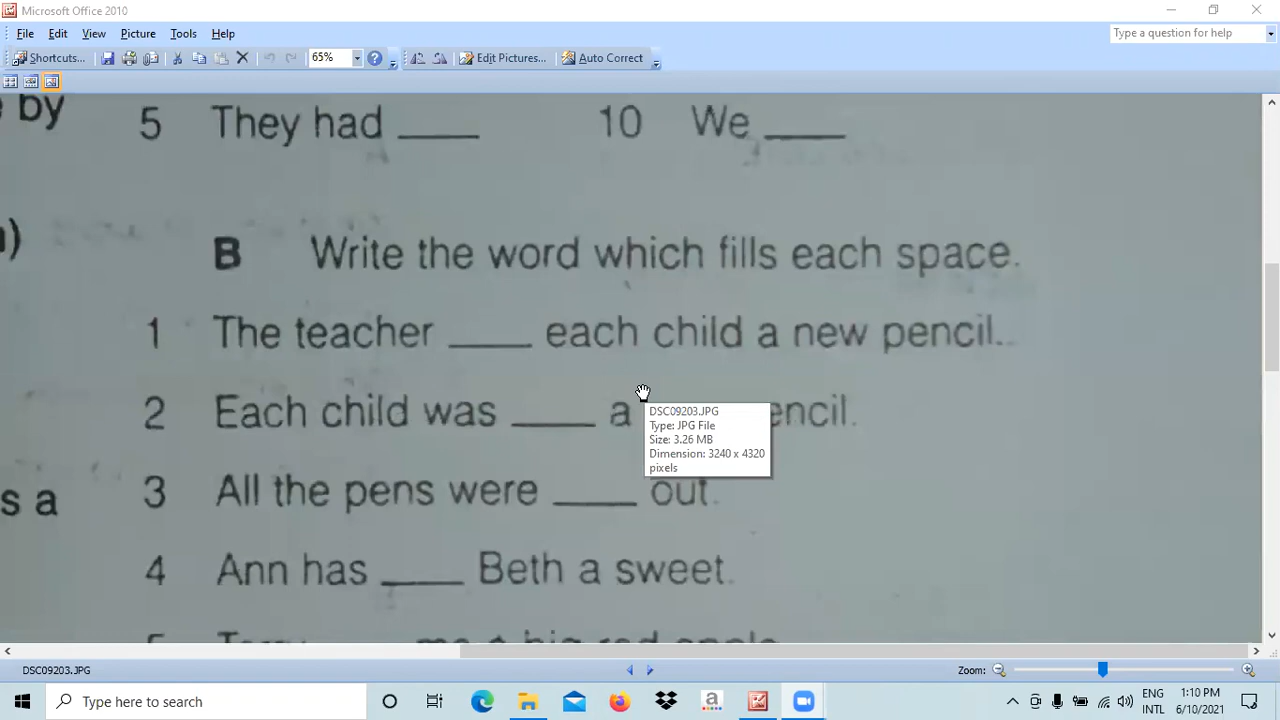 Microsoft Office 2010
File Edit View Picture Tools Help
Type a question for help
Shortcuts... 65% Edit Pictures... Auto Correct
by
5 They had ____ 10 We ____
B Write the word which fills each space.
1 The teacher ____ each child a new pencil..
2 Each child was ____ a encil.
DSC09203.JPG
Type: JPG File
Size: 3.26 MB
Dimension: 3240 x 4320
pixels
3 All the pens were ____ out.
s a
4 Ann has ____ Beth a sweet.
DSC09203.JPG
Zoom:
Type here to search
ENG
INTL
1:10 PM
6/10/2021